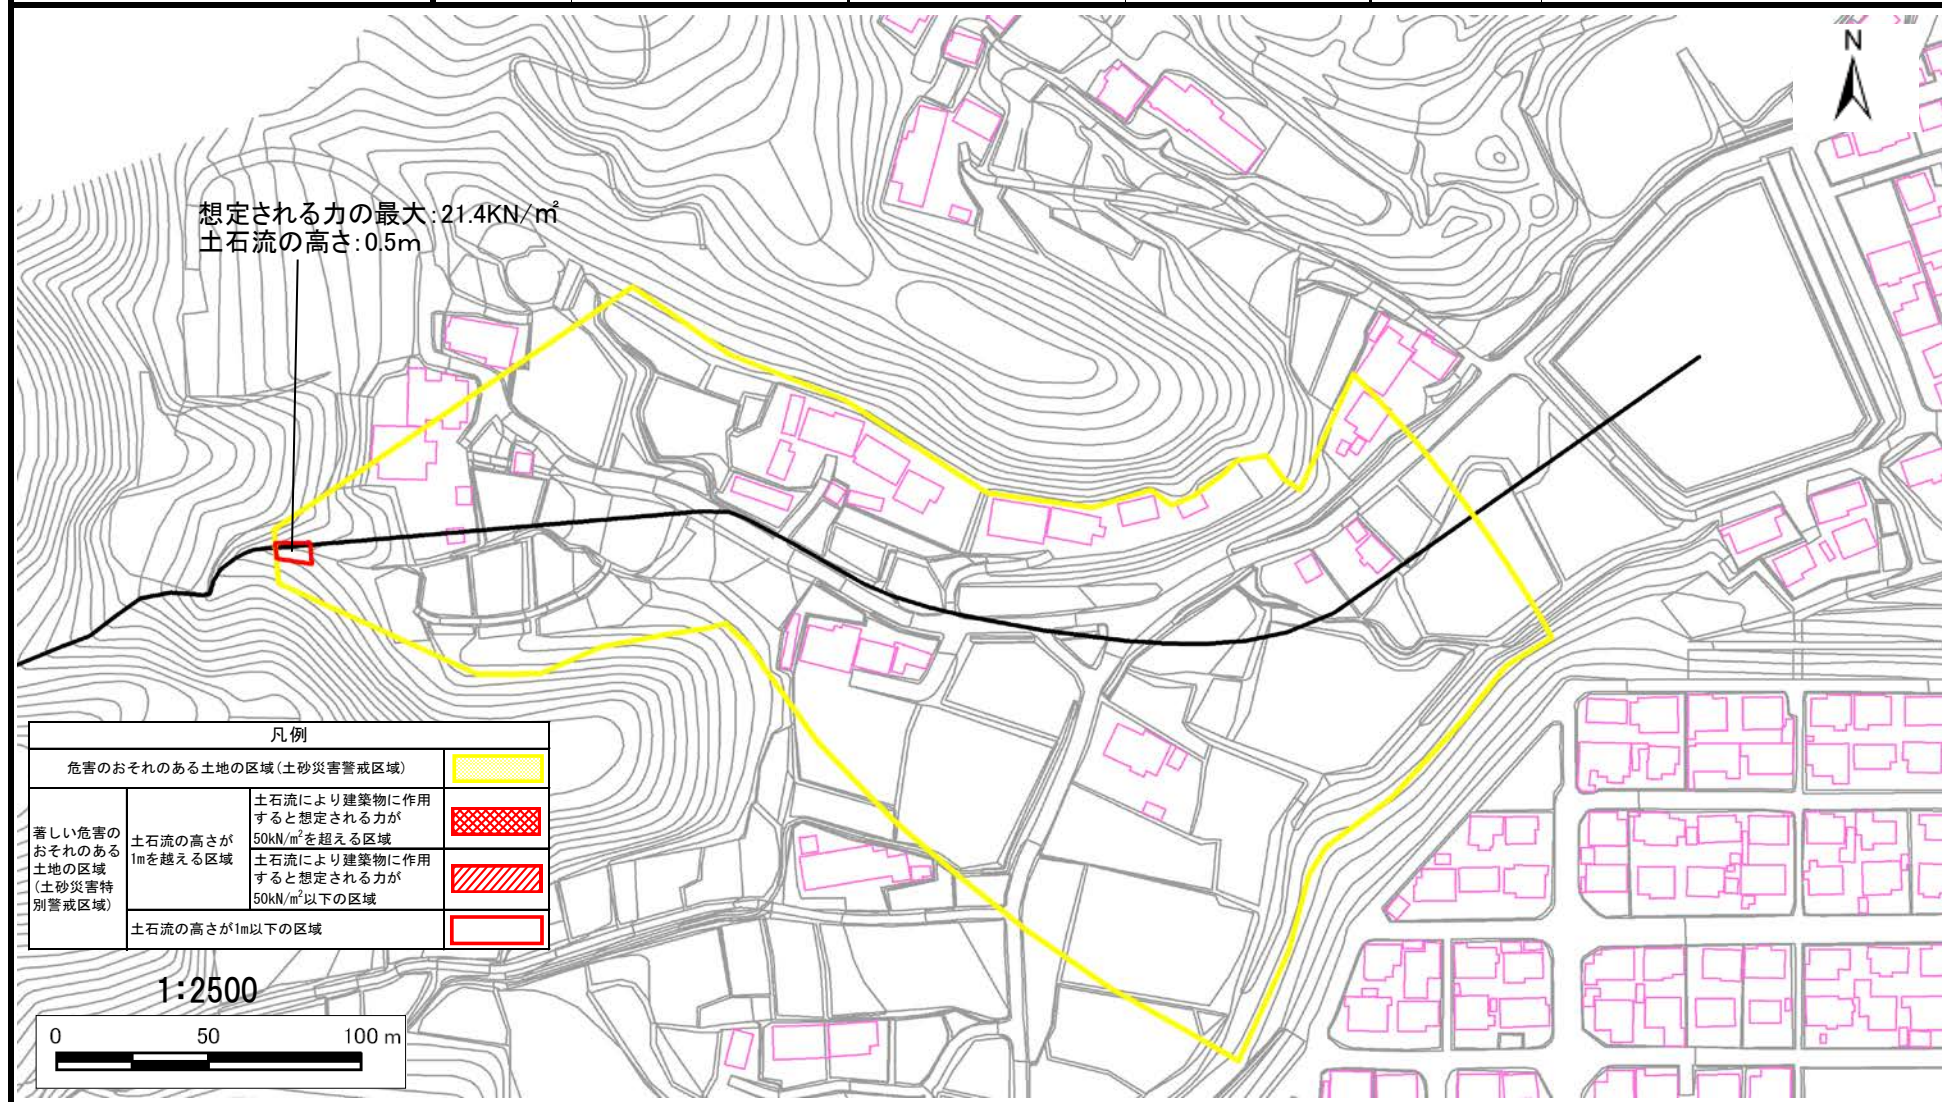 N
想定される力の最大：21.4KN/㎡
土石流の高さ：0.5m
凡例
危害のおそれのある土地の区域（土砂災害警戒区域）
著しい危害の
おそれのある
土地の区域
（土砂災害特
別警戒区域）
土石流の高さが
1mを越える区域
土石流により建築物に作用
すると想定される力が
50kN/m²を超える区域
土石流により建築物に作用
すると想定される力が
50kN/m²以下の区域
土石流の高さが1m以下の区域
1:2500
0 50 100 m